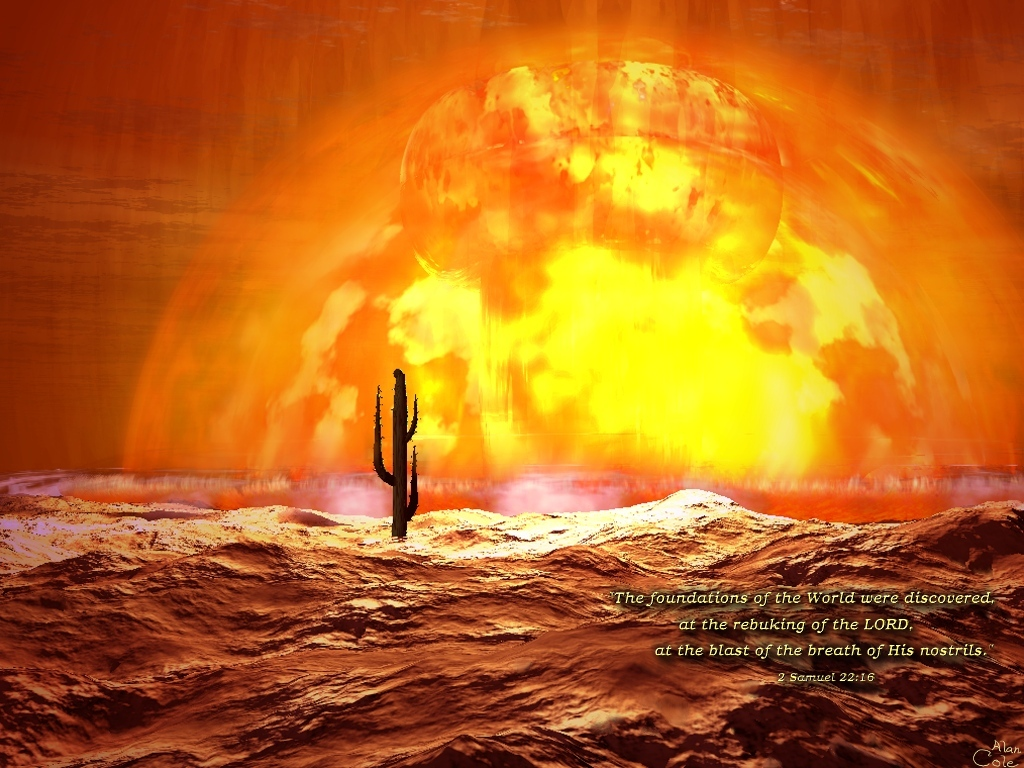 "The foundations of the World were discovered,
at the rebuking of the LORD,
at the blast of the breath of His nostrils."
2 Samuel 22:16
Alan
Cole